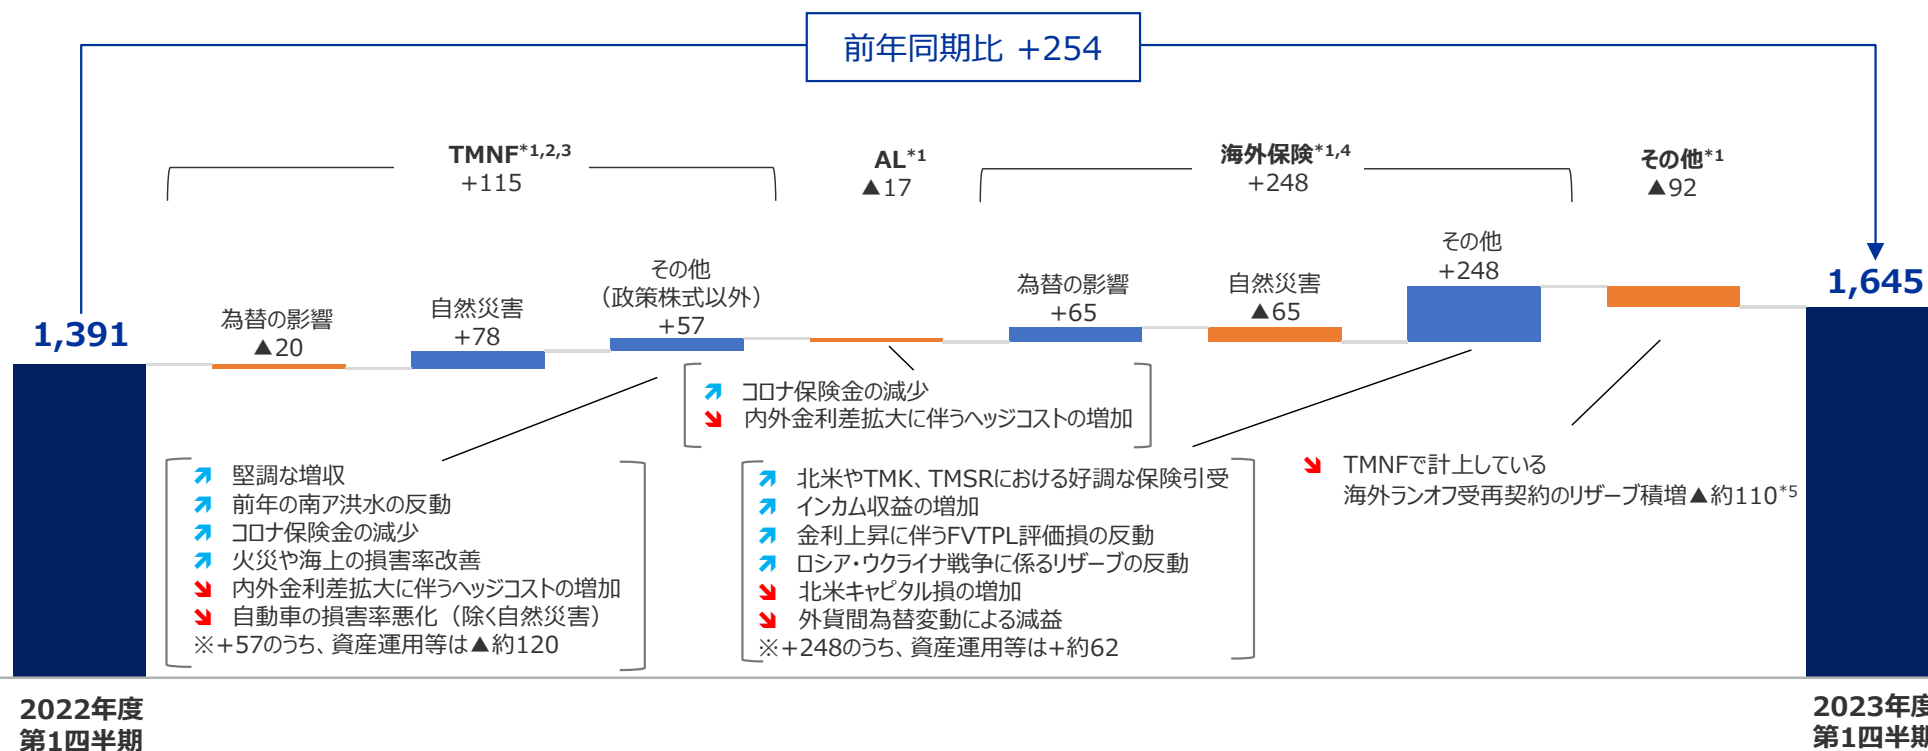 前年同期比 +254
TMNF*1,2,3
+115
AL*1
▲17
海外保険*1,4
+248
その他*1
▲92
1,391
為替の影響
▲20
自然災害
+78
その他
(政策株式以外)
+57
為替の影響
+65
自然災害
▲65
その他
+248
1,645
コロナ保険金の減少
内外金利差拡大に伴うヘッジコストの増加
堅調な増収
前年の南ア洪水の反動
コロナ保険金の減少
火災や海上の損害率改善
内外金利差拡大に伴うヘッジコストの増加
自動車の損害率悪化(除く自然災害)
※+57のうち、資産運用等は▲約120
北米やTMK、TMSRにおける好調な保険引受
インカム収益の増加
金利上昇に伴うFVTPL評価損の反動
ロシア・ウクライナ戦争に係るリザーブの反動
北米キャピタル損の増加
外貨間為替変動による減益
※+248のうち、資産運用等は+約62
TMNFで計上している
海外ランオフ受再契約のリザーブ積増▲約110*5
2022年度
第1四半期
2023年度
第1四半期